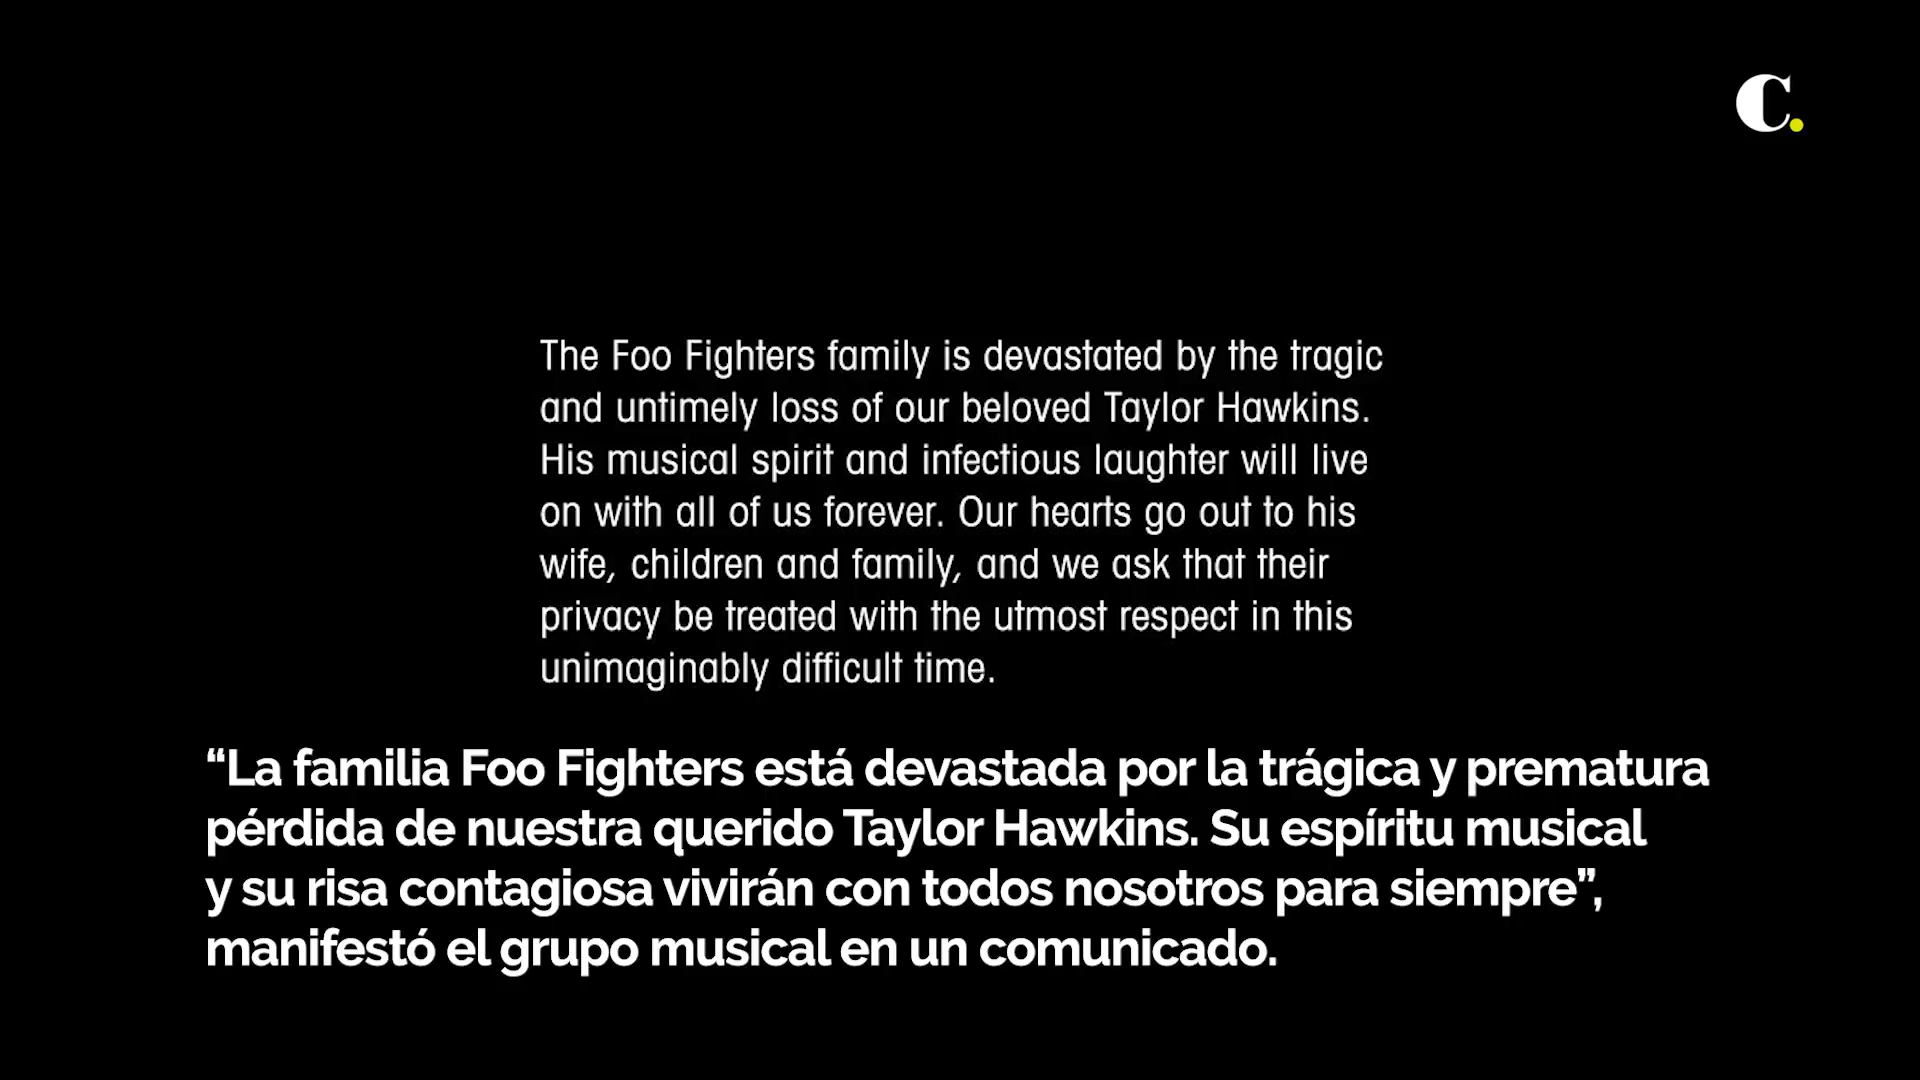 C.
The Foo Fighters family is devastated by the tragic
and untimely loss of our beloved Taylor Hawkins.
His musical spirit and infectious laughter will live
on with all of us forever. Our hearts go out to his
wife, children and family, and we ask that their
privacy be treated with the utmost respect in this
unimaginably difficult time.
“La familia Foo Fighters está devastada por la trágica y prematura
pérdida de nuestra querido Taylor Hawkins. Su espíritu musical
y su risa contagiosa vivirán con todos nosotros para siempre”,
manifestó el grupo musical en un comunicado.